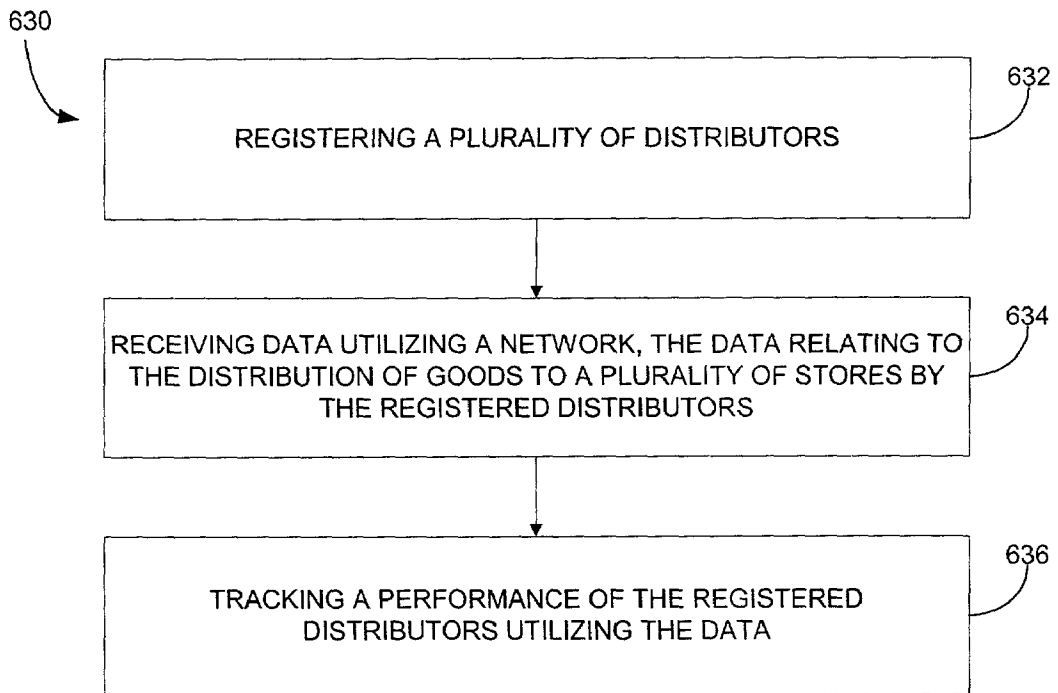 630
632
REGISTERING A PLURALITY OF DISTRIBUTORS
634
RECEIVING DATA UTILIZING A NETWORK, THE DATA RELATING TO
THE DISTRIBUTION OF GOODS TO A PLURALITY OF STORES BY
THE REGISTERED DISTRIBUTORS
636
TRACKING A PERFORMANCE OF THE REGISTERED
DISTRIBUTORS UTILIZING THE DATA